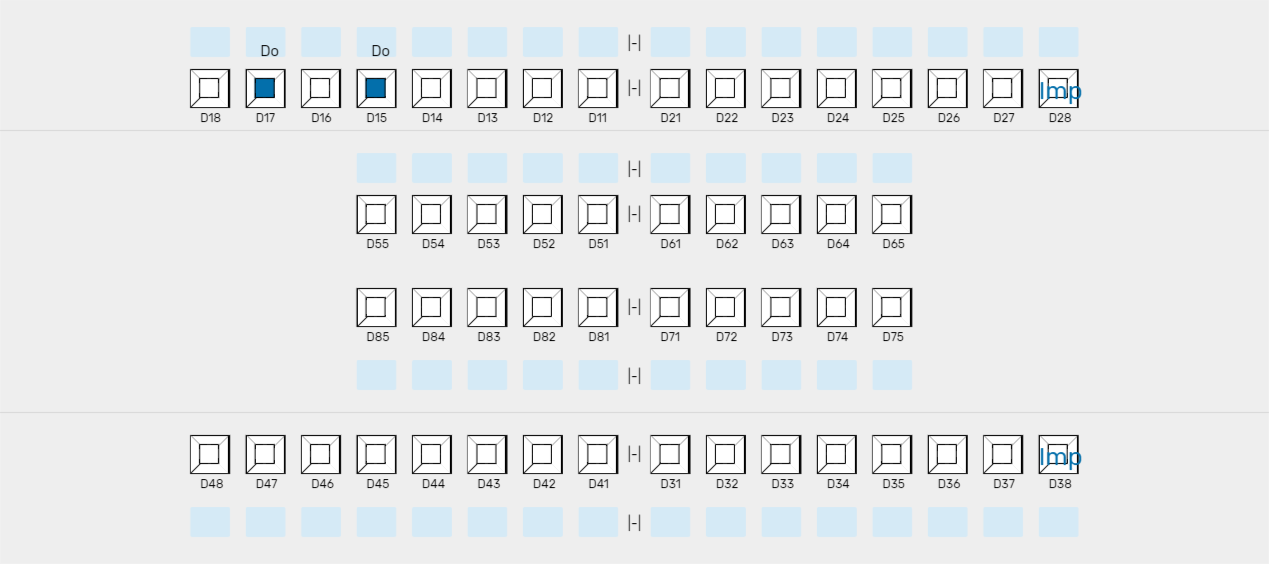 |-|
Do Do
|-| Imp
D18 D17 D16 D15 D14 D13 D12 D11 D21 D22 D23 D24 D25 D26 D27 D28
|-|
|-|
D55 D54 D53 D52 D51 D61 D62 D63 D64 D65
|-|
D85 D84 D83 D82 D81 D71 D72 D73 D74 D75
|-|
|-| Imp
D48 D47 D46 D45 D44 D43 D42 D41 D31 D32 D33 D34 D35 D36 D37 D38
|-|